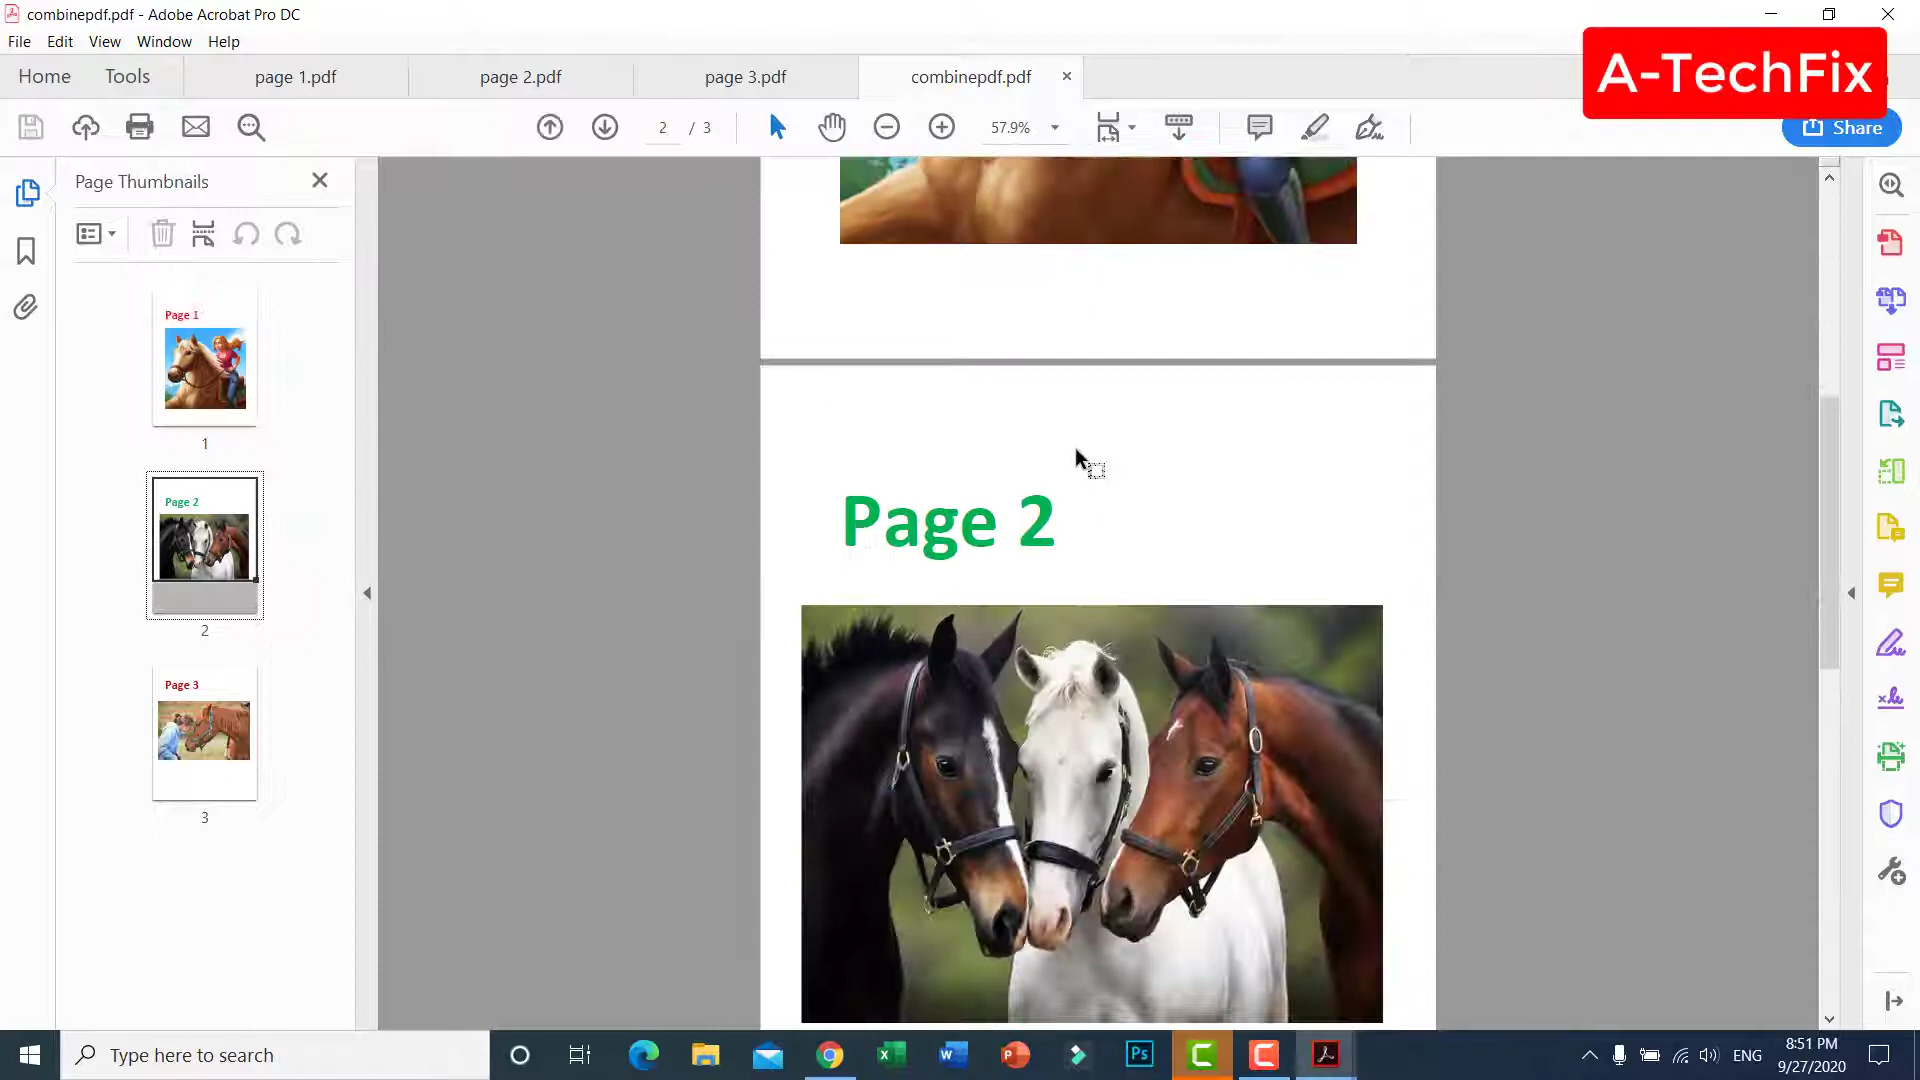 combinepdf.pdf - Adobe Acrobat Pro DC
File Edit View Window Help
A-TechFix
Home Tools page 1.pdf page 2.pdf page 3.pdf combinepdf.pdf
2 / 3 57.9%
Share
Page Thumbnails
Page 1
1
Page 2
2
Page 3
3
Page 2
Type here to search
Ps
ENG
8:51 PM
9/27/2020